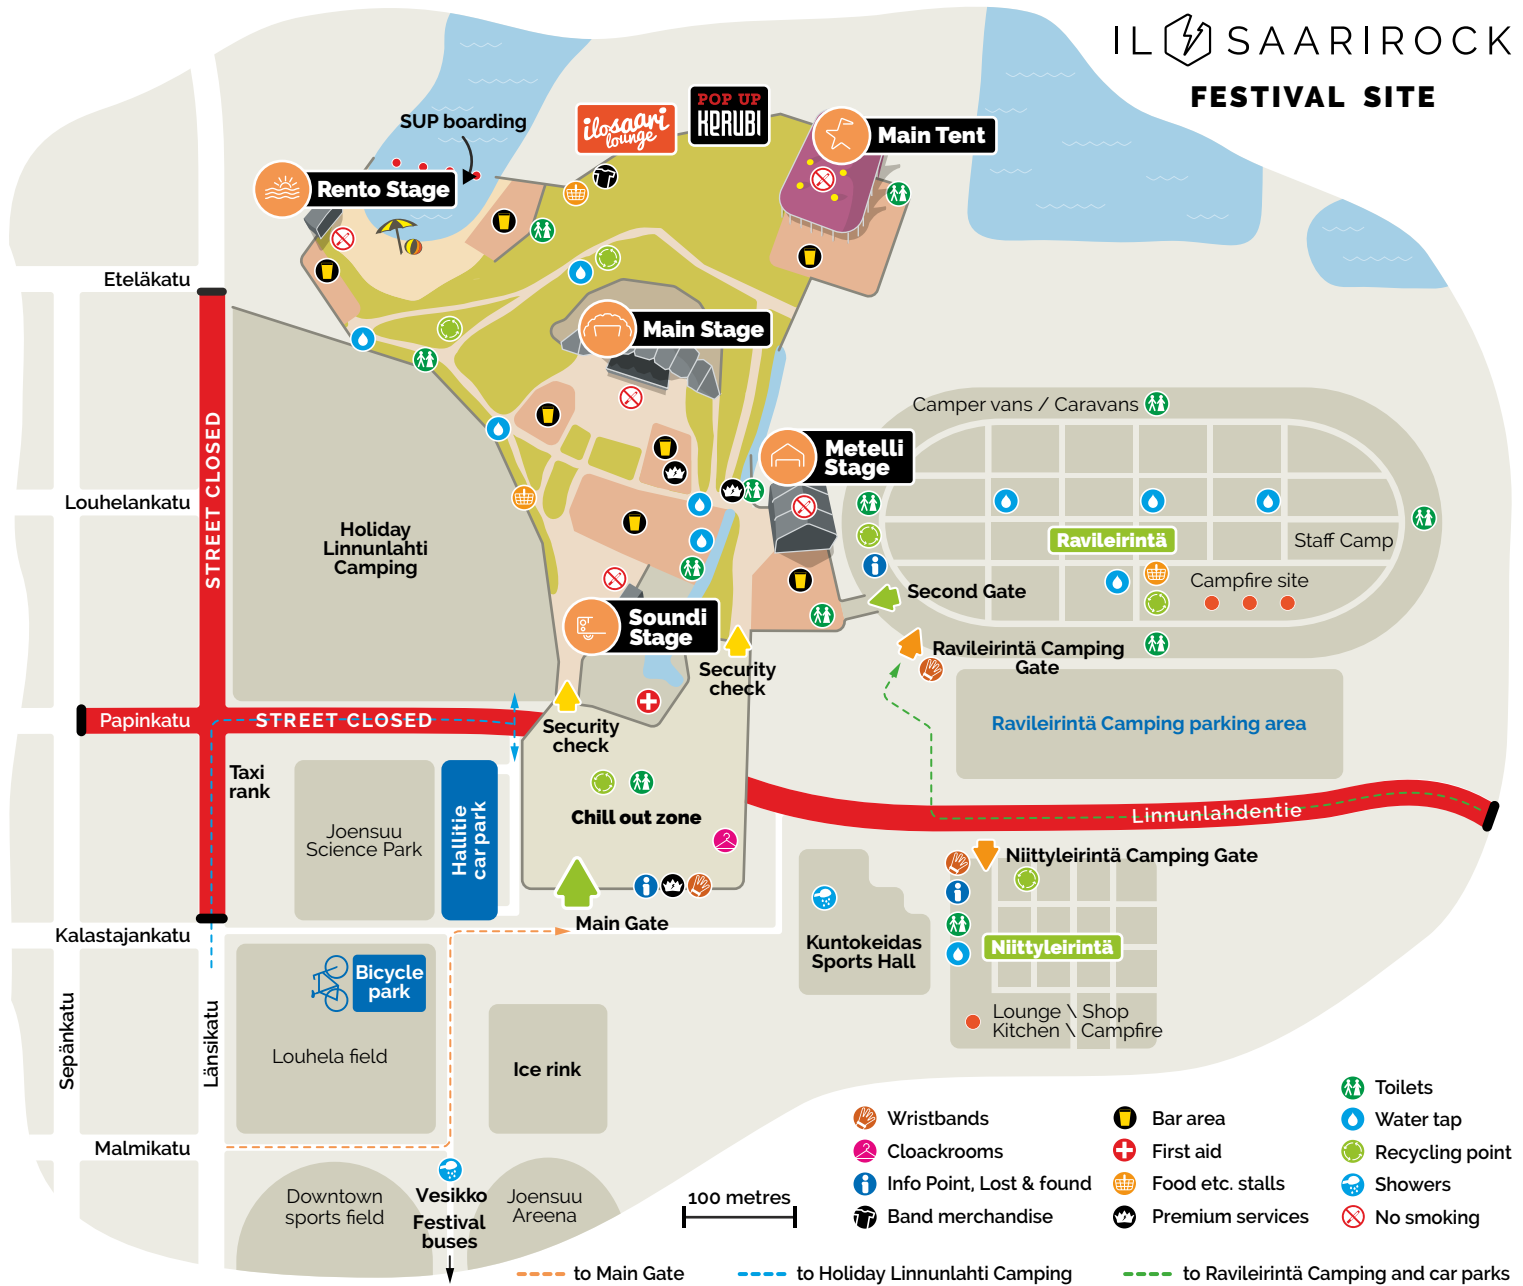 IL SAARIROCK
FESTIVAL SITE
SUP boarding
ilosaari
lounge
POP UP
KERUBI
Main Tent
Rento Stage
Eteläkatu
Main Stage
STREET CLOSED
Camper vans / Caravans
Metelli
Stage
Louhelankatu
Holiday
Linnunlahti
Camping
Ravileirintä
Staff Camp
Campfire site
Second Gate
Soundi
Stage
Ravileirintä Camping
Gate
Security
check
Papinkatu
STREET CLOSED
Security
check
Ravileirintä Camping parking area
Taxi
rank
Hallitie
car park
Joensuu
Science Park
Chill out zone
Linnunlahdentie
Niittyleirintä Camping Gate
Main Gate
Kalastajankatu
Kuntokeidas
Sports Hall
Niittyleirintä
Bicycle
park
Sepänkatu
Länsikatu
Louhela field
Ice rink
Lounge \ Shop
Kitchen \ Campfire
Malmikatu
Downtown
sports field
Vesikko
Festival
buses
Joensuu
Areena
100 metres
Wristbands
Cloackrooms
Info Point, Lost & found
Band merchandise
Bar area
First aid
Food etc. stalls
Premium services
Toilets
Water tap
Recycling point
Showers
No smoking
to Main Gate
to Holiday Linnunlahti Camping
to Ravileirintä Camping and car parks